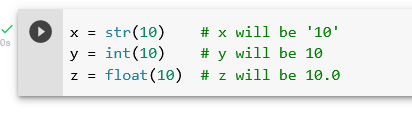 x = str(10)    # x will be '10'
y = int(10)    # y will be 10
z = float(10)  # z will be 10.0
0s